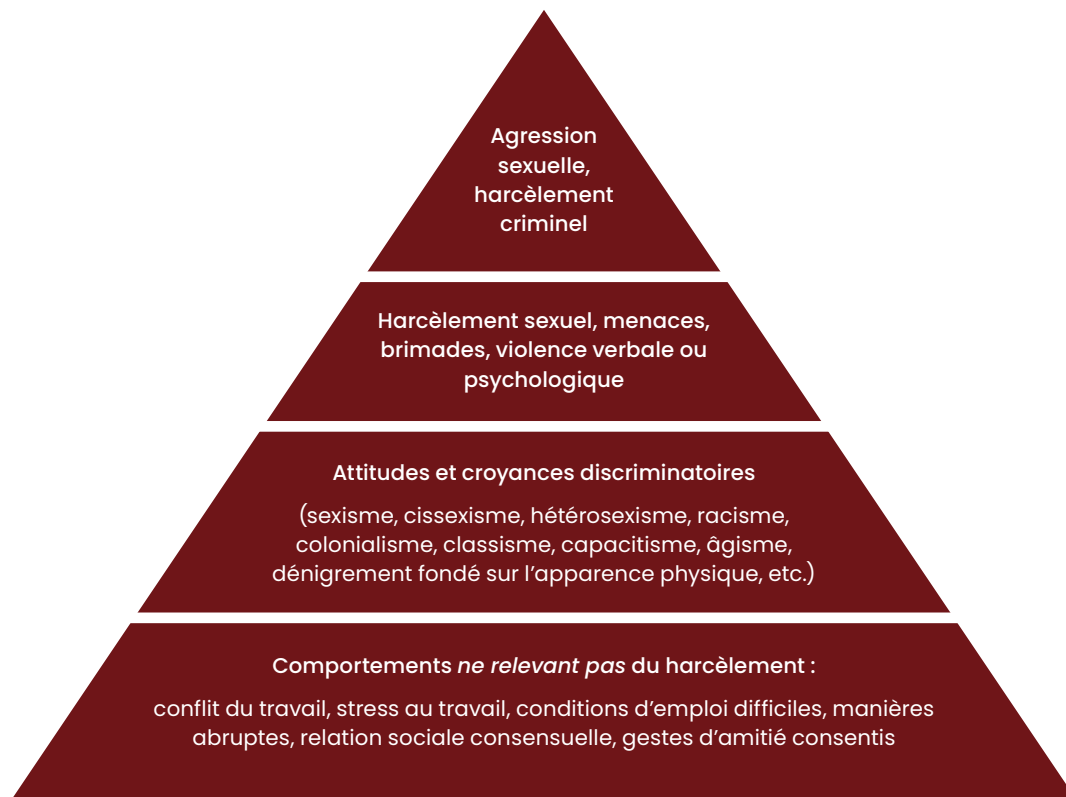 Agression
sexuelle,
harcèlement
criminel
Harcèlement sexuel, menaces,
brimades, violence verbale ou
psychologique
Attitudes et croyances discriminatoires
(sexisme, cissexisme, hétérosexisme, racisme,
colonialisme, classisme, capacitisme, âgisme,
dénigrement fondé sur l’apparence physique, etc.)
Comportements ne relevant pas du harcèlement :
conflit du travail, stress au travail, conditions d’emploi difficiles, manières
abruptes, relation sociale consensuelle, gestes d’amitié consentis